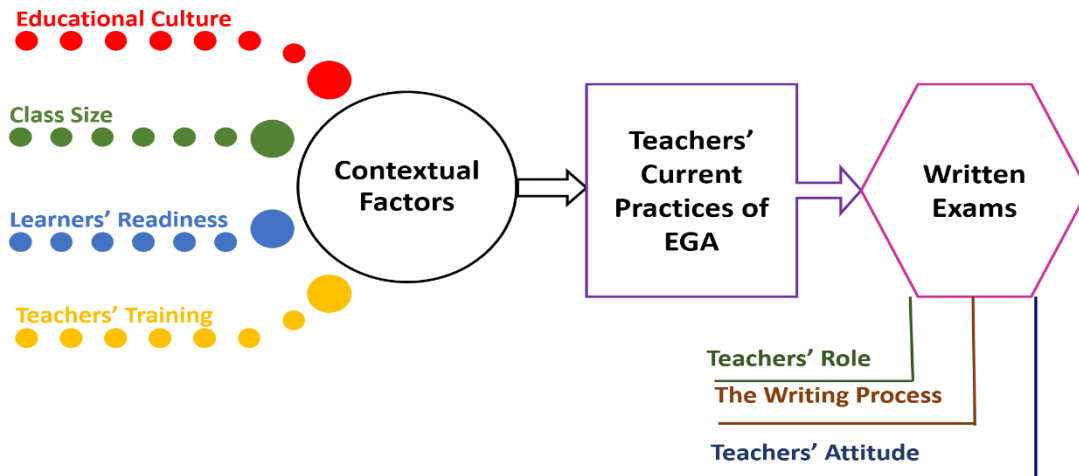 Educational Culture
Class Size
Learners’ Readiness
Teachers’ Training
Contextual
Factors
Teachers’
Current
Practices of
EGA
Written
Exams
Teachers’ Role
The Writing Process
Teachers’ Attitude